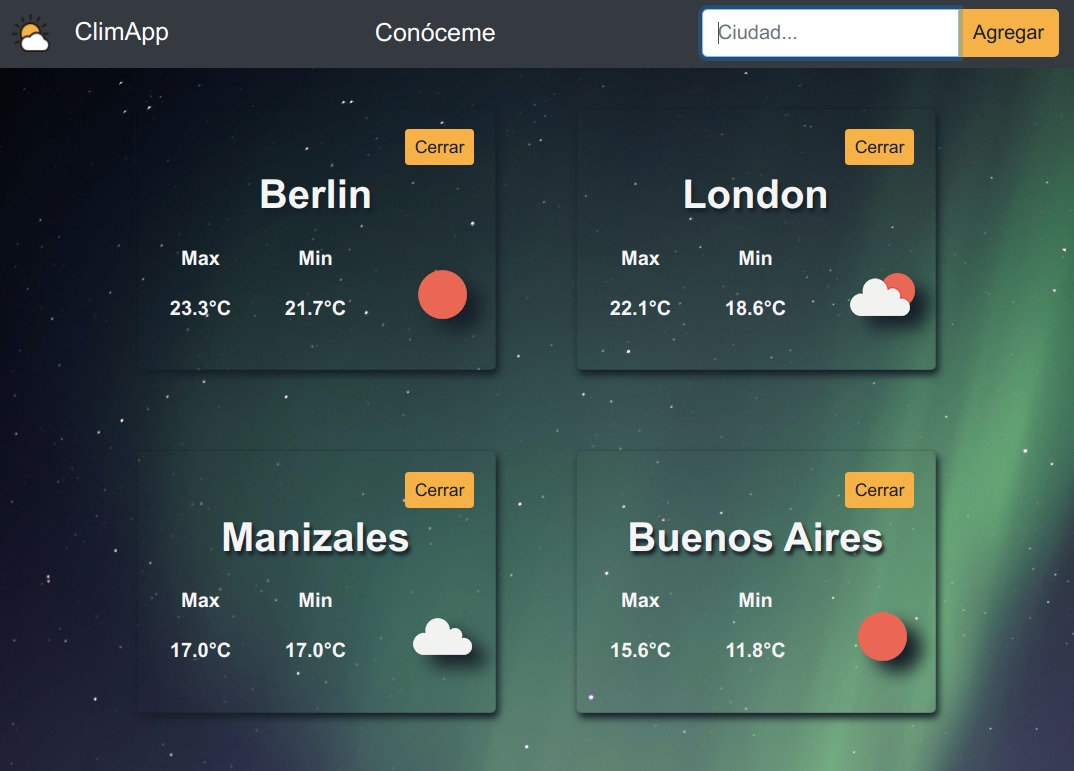 ClimApp
Conóceme
Ciudad...
Agregar
Cerrar
Berlin
Max Min
23.3°C 21.7°C
Cerrar
London
Max Min
22.1°C 18.6°C
Cerrar
Manizales
Max Min
17.0°C 17.0°C
Cerrar
Buenos Aires
Max Min
15.6°C 11.8°C